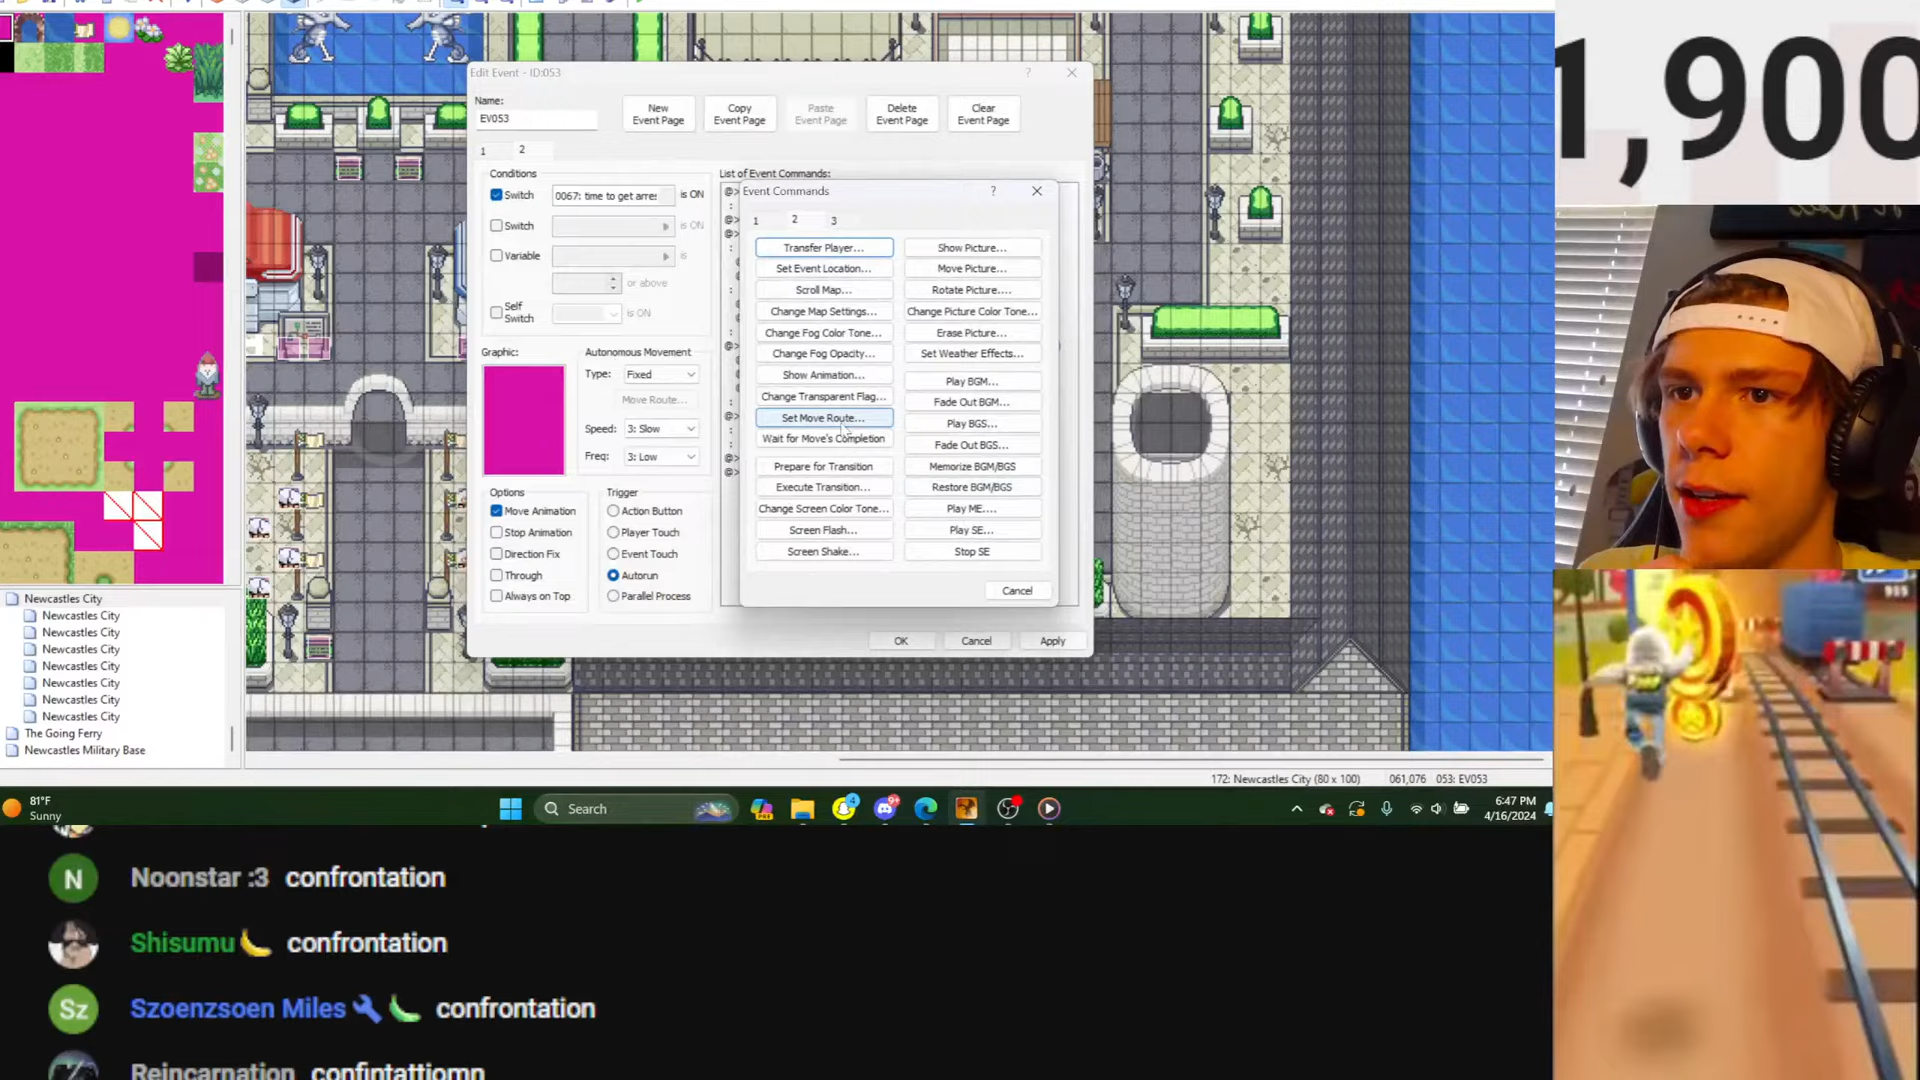 Edit Event - ID:053
?
Name:
EV053
New
Event Page
Copy
Event Page
Paste
Event Page
Delete
Event Page
Clear
Event Page
1 2
Conditions
Switch 0067: time to get arres is ON
Switch is ON
Variable is
or above
Self
Switch
is ON
Graphic:
Autonomous Movement
Type: Fixed
Move Route...
Speed: 3: Slow
Freq: 3: Low
Options
Move Animation
Stop Animation
Direction Fix
Through
Always on Top
Trigger
Action Button
Player Touch
Event Touch
Autorun
Parallel Process
List of Event Commands:
Event Commands
?
1 2 3
Transfer Player...
Set Event Location...
Scroll Map...
Change Map Settings...
Change Fog Color Tone...
Change Fog Opacity...
Show Animation...
Change Transparent Flag...
Set Move Route...
Wait for Move's Completion
Prepare for Transition
Execute Transition...
Change Screen Color Tone...
Screen Flash...
Screen Shake...
Show Picture...
Move Picture...
Rotate Picture...
Change Picture Color Tone...
Erase Picture...
Set Weather Effects...
Play BGM...
Fade Out BGM...
Play BGS...
Fade Out BGS...
Memorize BGM/BGS
Restore BGM/BGS
Play ME...
Play SE...
Stop SE
Cancel
OK
Cancel
Apply
Newcastles City
Newcastles City
Newcastles City
Newcastles City
Newcastles City
Newcastles City
Newcastles City
Newcastles City
The Going Ferry
Newcastles Military Base
172: Newcastles City (80 x 100) 061,076 053: EV053
81°F
Sunny
Search
6:47 PM
4/16/2024
1,900
N Noonstar :3 confrontation
Shisumu confrontation
Sz Szoenzsoen Miles confrontation
Reincarnation confintattiomn